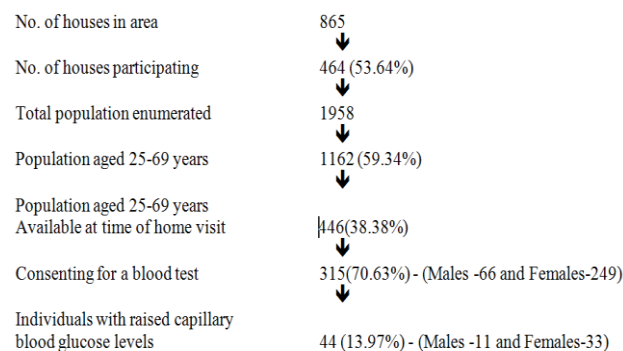 No. of houses in area 865
No. of houses participating 464 (53.64%)
Total population enumerated 1958
Population aged 25-69 years 1162 (59.34%)
Population aged 25-69 years
Available at time of home visit 446(38.38%)
Consenting for a blood test 315(70.63%) - (Males -66 and Females-249)
Individuals with raised capillary
blood glucose levels 44 (13.97%) - (Males -11 and Females-33)